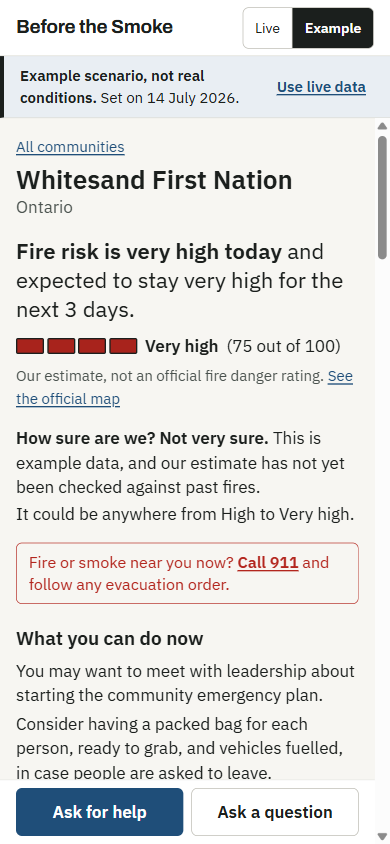 Before the Smoke
Live
Example
Example scenario, not real
conditions. Set on 14 July 2026.
Use live data
All communities
Whitesand First Nation
Ontario
Fire risk is very high today and
expected to stay very high for the
next 3 days.
Very high (75 out of 100)
Our estimate, not an official fire danger rating. See
the official map
How sure are we? Not very sure. This is
example data, and our estimate has not yet
been checked against past fires.
It could be anywhere from High to Very high.
Fire or smoke near you now? Call 911 and
follow any evacuation order.
What you can do now
You may want to meet with leadership about
starting the community emergency plan.
Consider having a packed bag for each
person, ready to grab, and vehicles fuelled,
in case people are asked to leave.
Ask for help
Ask a question